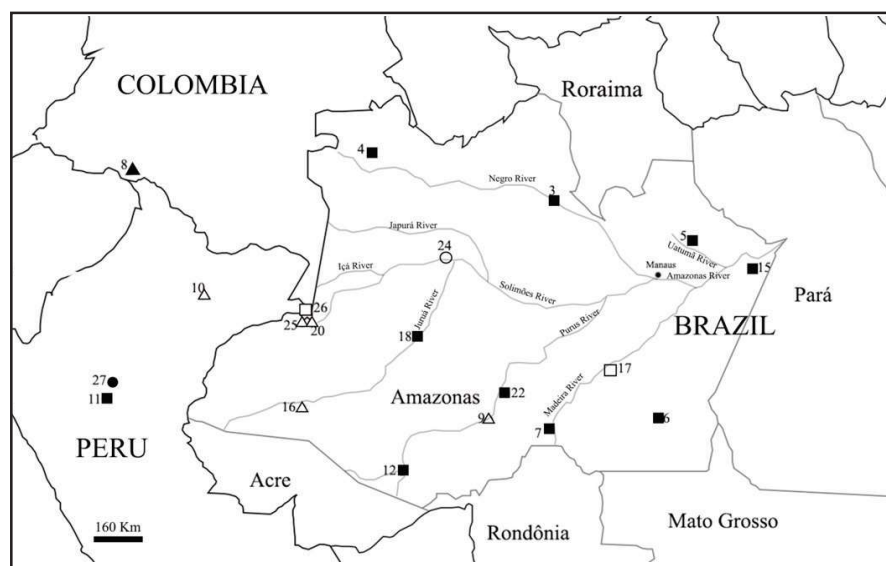 COLOMBIA
Roraima
4
8
Negro River
3
Japurá River
24
5
Uatumã River
Içá River
Manaus
Amazonas River
15
10
26
Solimões River
Pará
25
20
Juruá River
Purus River
BRAZIL
18
27
17
11
Amazonas
22
16
Madeira River
9
6
7
PERU
12
Acre
160 Km
Rondônia
Mato Grosso